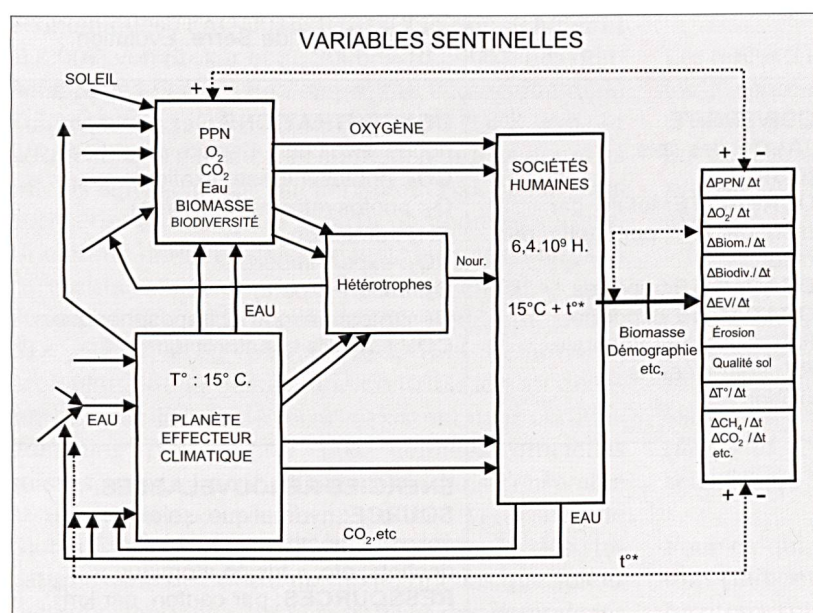 VARIABLES SENTINELLES
SOLEIL
+ -
PPN
O₂
CO₂
Eau
BIOMASSE
BIODIVERSITÉ
OXYGÈNE
SOCIÉTÉS
HUMAINES
6,4.10⁹ H.
15°C + t°*
Hétérotrophes
Nour.
EAU
T° : 15° C.
PLANÈTE
EFFECTEUR
CLIMATIQUE
EAU
CO₂,etc
EAU
t°*
Biomasse
Démographie
etc.
+ -
ΔPPN/ Δt
ΔO₂/ Δt
ΔBiom./ Δt
ΔBiodiv./ Δt
ΔEV/ Δt
Érosion
Qualité sol
ΔT°/ Δt
ΔCH₄ /Δt
ΔCO₂ /Δt
etc.
+ -